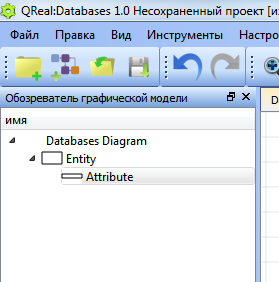 QReal:Databases 1.0 Несохраненный проект [и
Файл Правка Вид Инструменты Настро
Обозреватель графической модели
D
имя
Databases Diagram
Entity
Attribute